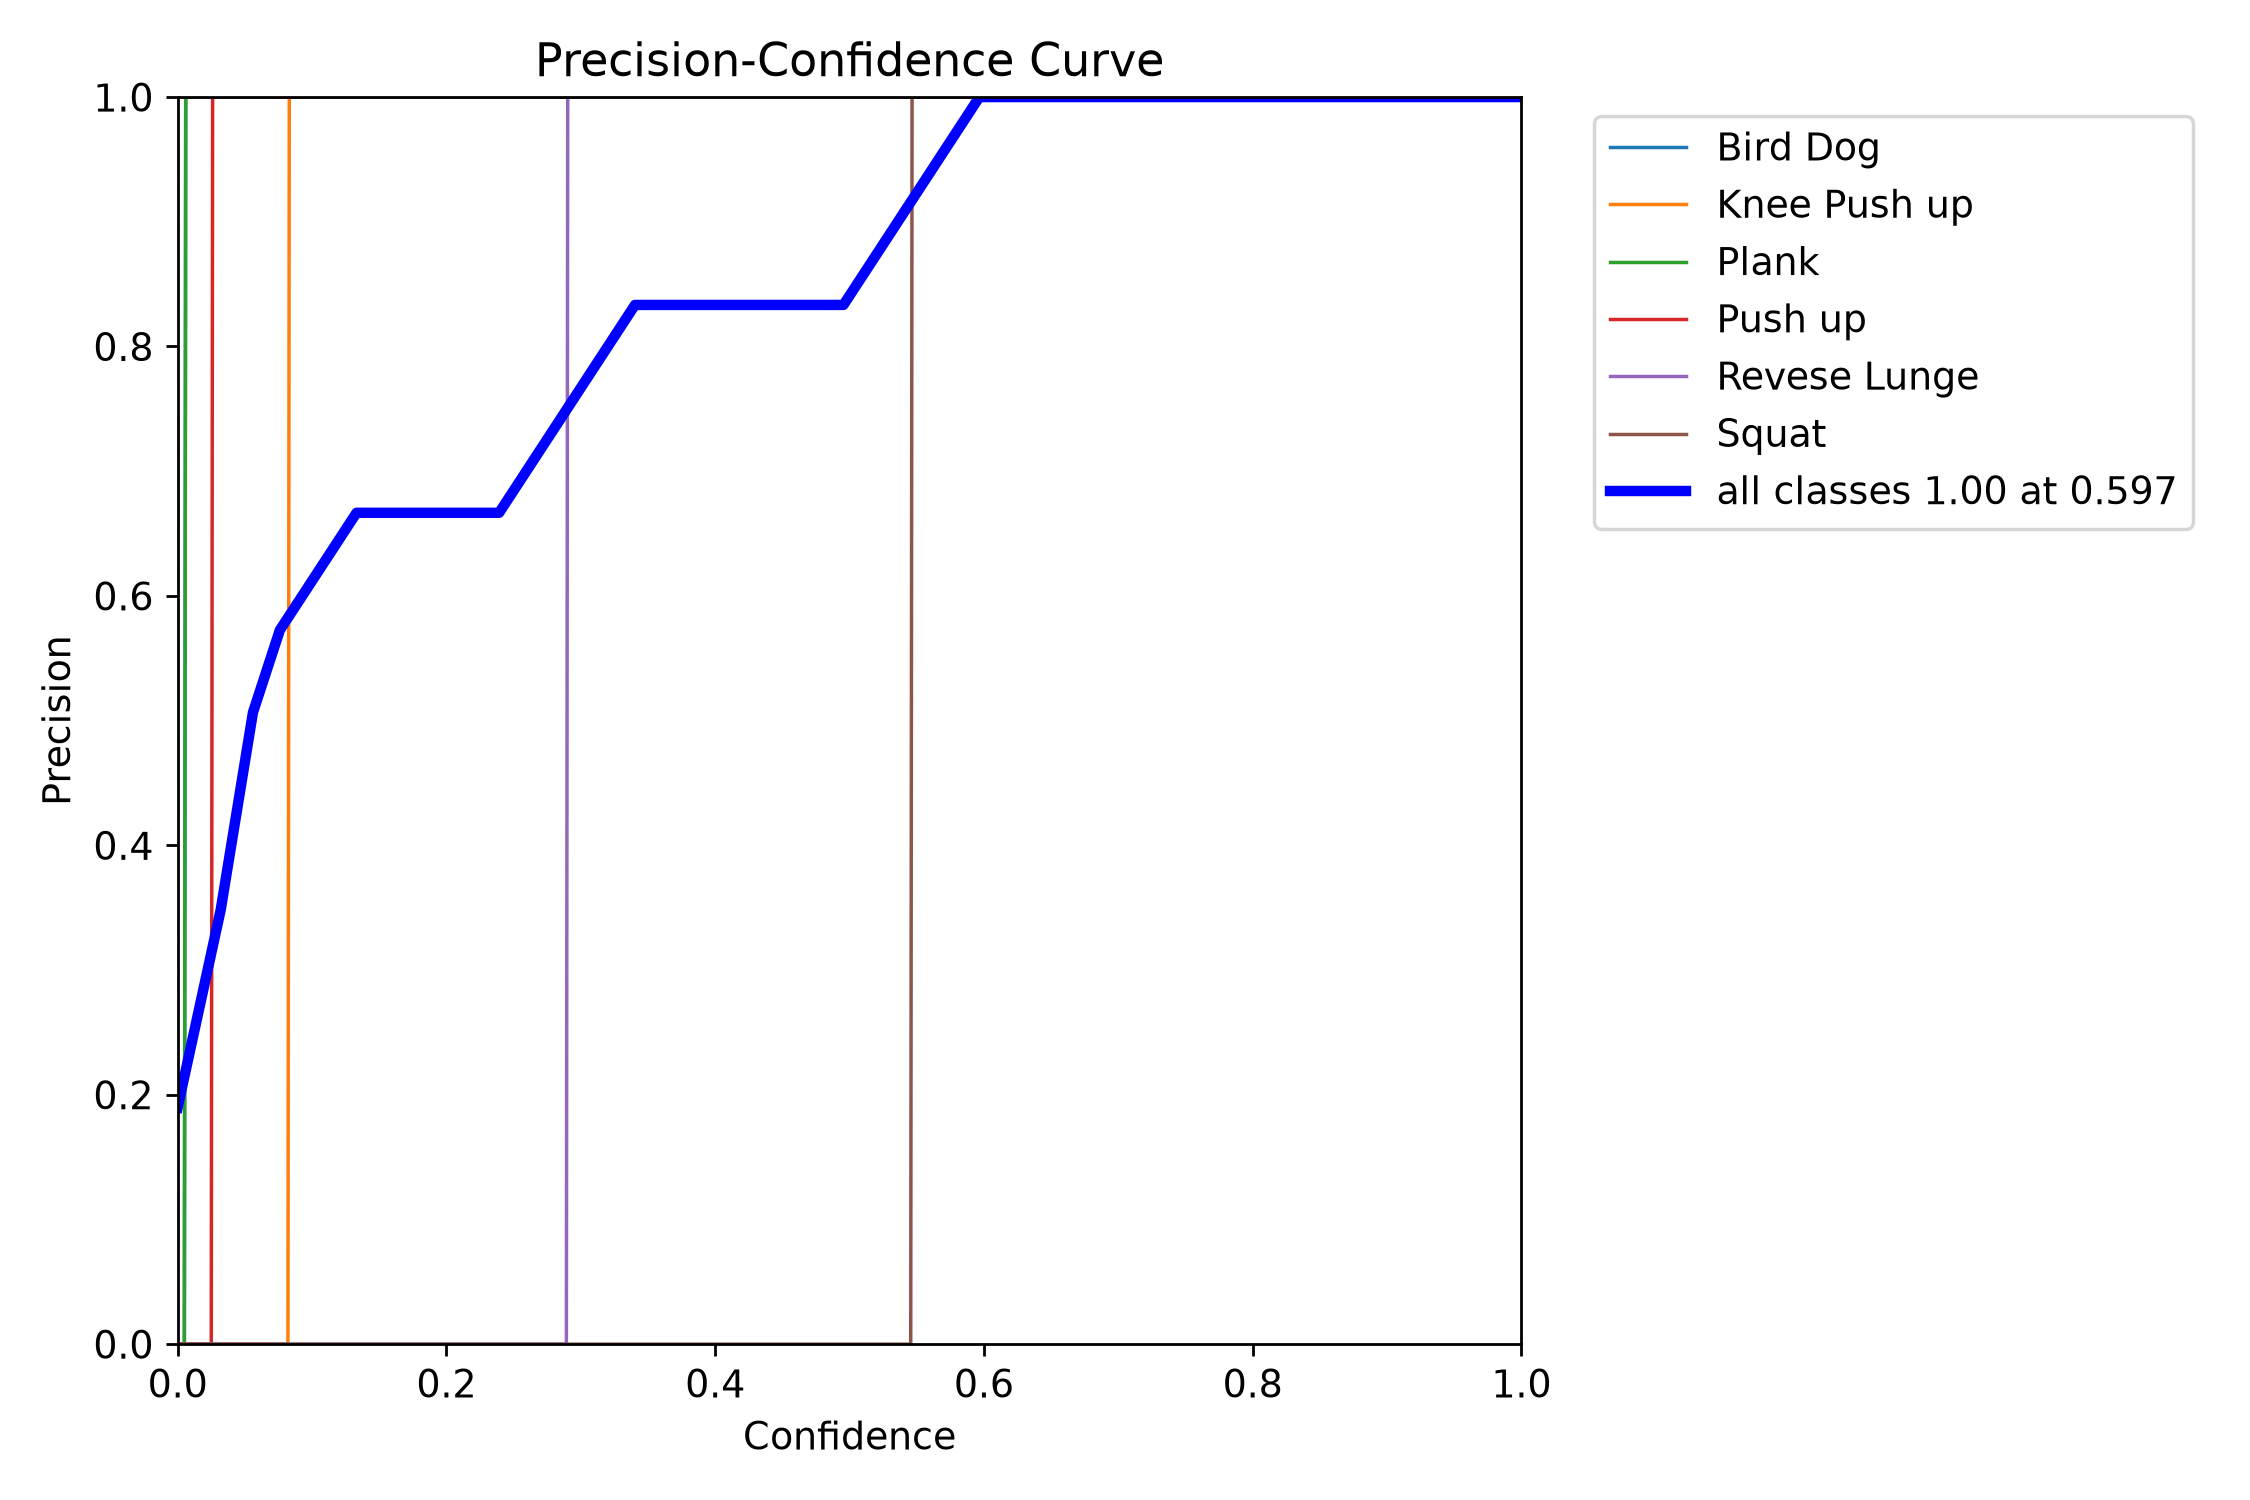 Precision-Confidence Curve
1.0
0.8
0.6
0.4
0.2
0.0
Precision
0.0 0.2 0.4 0.6 0.8 1.0
Confidence
Bird Dog
Knee Push up
Plank
Push up
Revese Lunge
Squat
all classes 1.00 at 0.597